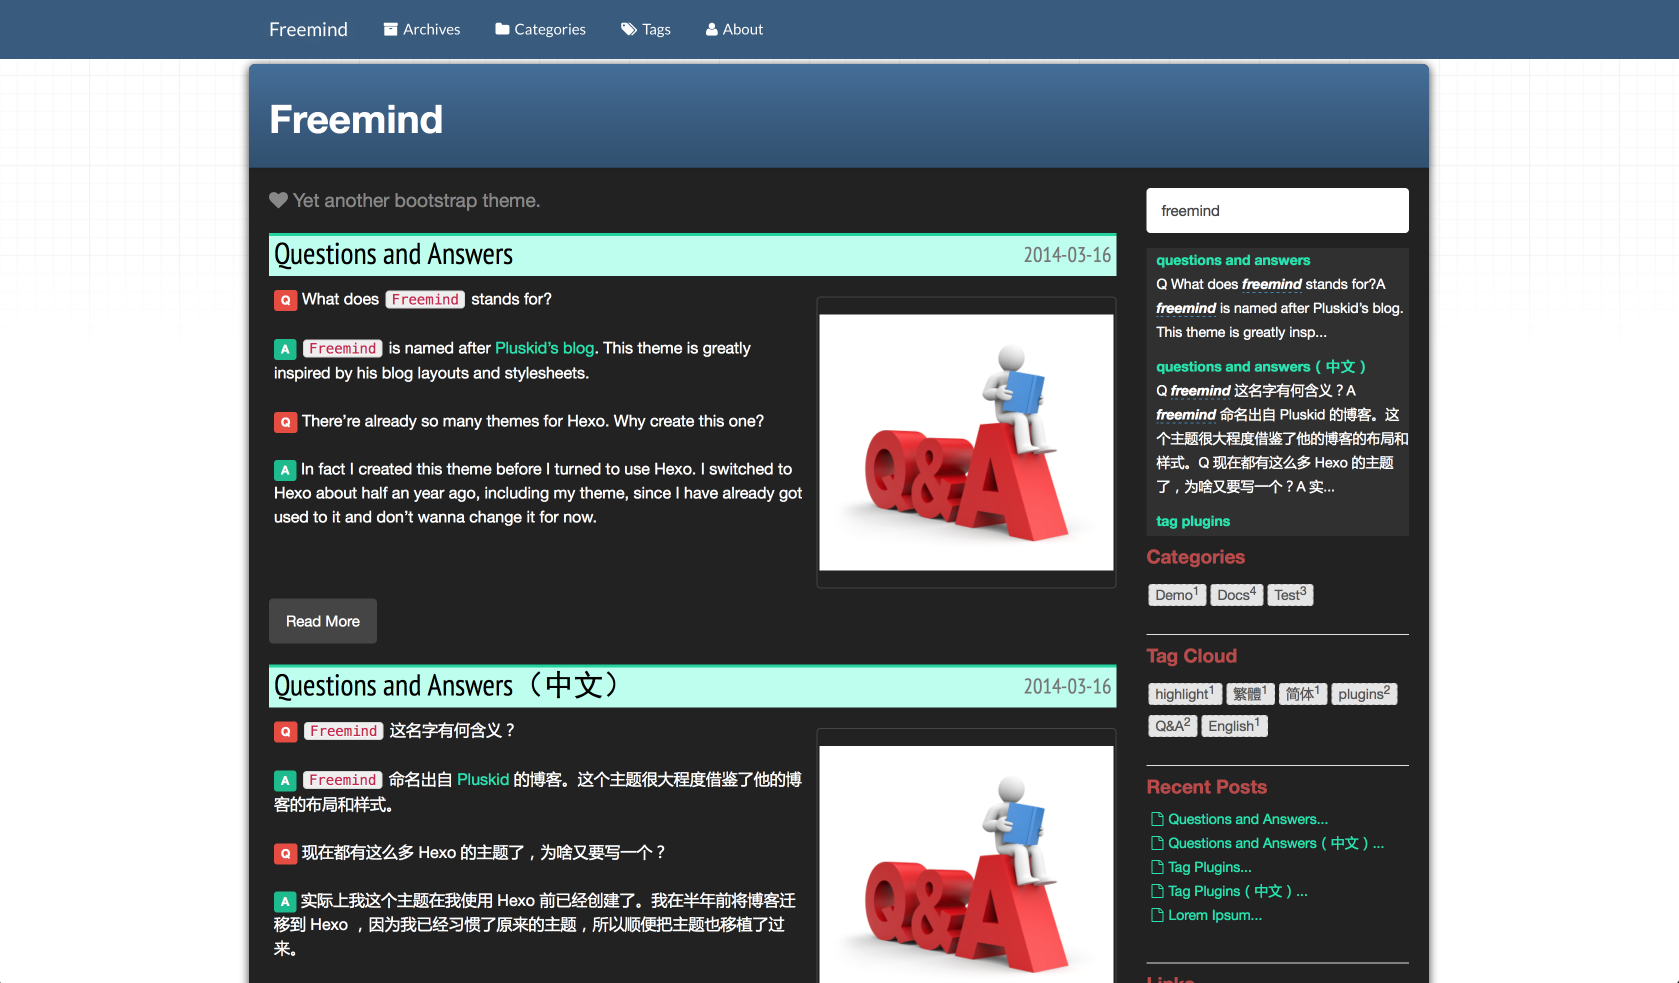 Freemind
Archives
Categories
Tags
About
Freemind
Yet another bootstrap theme.
Questions and Answers
2014-03-16
Q What does Freemind stands for?
A Freemind is named after Pluskid’s blog. This theme is greatly
inspired by his blog layouts and stylesheets.
Q There’re already so many themes for Hexo. Why create this one?
A In fact I created this theme before I turned to use Hexo. I switched to
Hexo about half an year ago, including my theme, since I have already got
used to it and don’t wanna change it for now.
Q&A
Read More
Questions and Answers（中文）
2014-03-16
Q Freemind 这名字有何含义？
A Freemind 命名出自 Pluskid 的博客。这个主题很大程度借鉴了他的博
客的布局和样式。
Q 现在都有这么多 Hexo 的主题了，为啥又要写一个？
A 实际上我这个主题在我使用 Hexo 前已经创建了。我在半年前将博客迁
移到 Hexo ，因为我已经习惯了原来的主题，所以顺便把主题也移植了过
来。
Q&A
freemind
questions and answers
Q What does freemind stands for?A
freemind is named after Pluskid’s blog.
This theme is greatly insp...
questions and answers（中文）
Q freemind 这名字有何含义？A
freemind 命名出自 Pluskid 的博客。这
个主题很大程度借鉴了他的博客的布局和
样式。Q 现在都有这么多 Hexo 的主题
了，为啥又要写一个？A 实...
tag plugins
Categories
Demo1 Docs4 Test3
Tag Cloud
highlight1 繁體1 简体1 plugins2
Q&A2 English1
Recent Posts
Questions and Answers...
Questions and Answers（中文）...
Tag Plugins...
Tag Plugins（中文）...
Lorem Ipsum...
Links